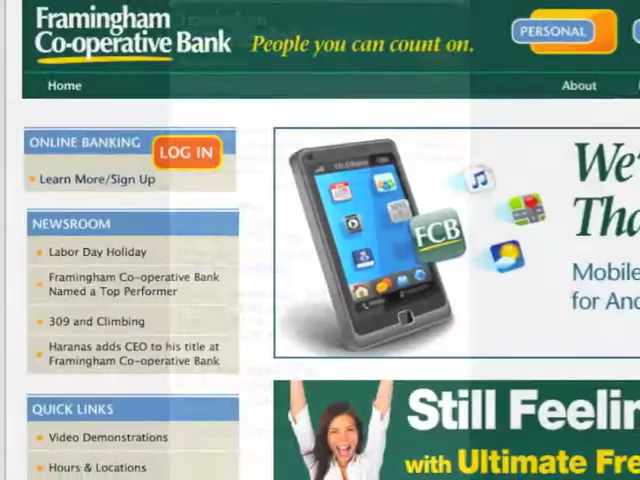 Framingham
Co-operative Bank
People you can count on.
PERSONAL
Home
About
ONLINE BANKING
LOG IN
Learn More/Sign Up
NEWSROOM
Labor Day Holiday
Framingham Co-operative Bank
Named a Top Performer
309 and Climbing
Haranas adds CEO to his title at
Framingham Co-operative Bank
QUICK LINKS
Video Demonstrations
Hours & Locations
FCB
We'
Tha
Mobile
for And
Still Feelin
with Ultimate Fre